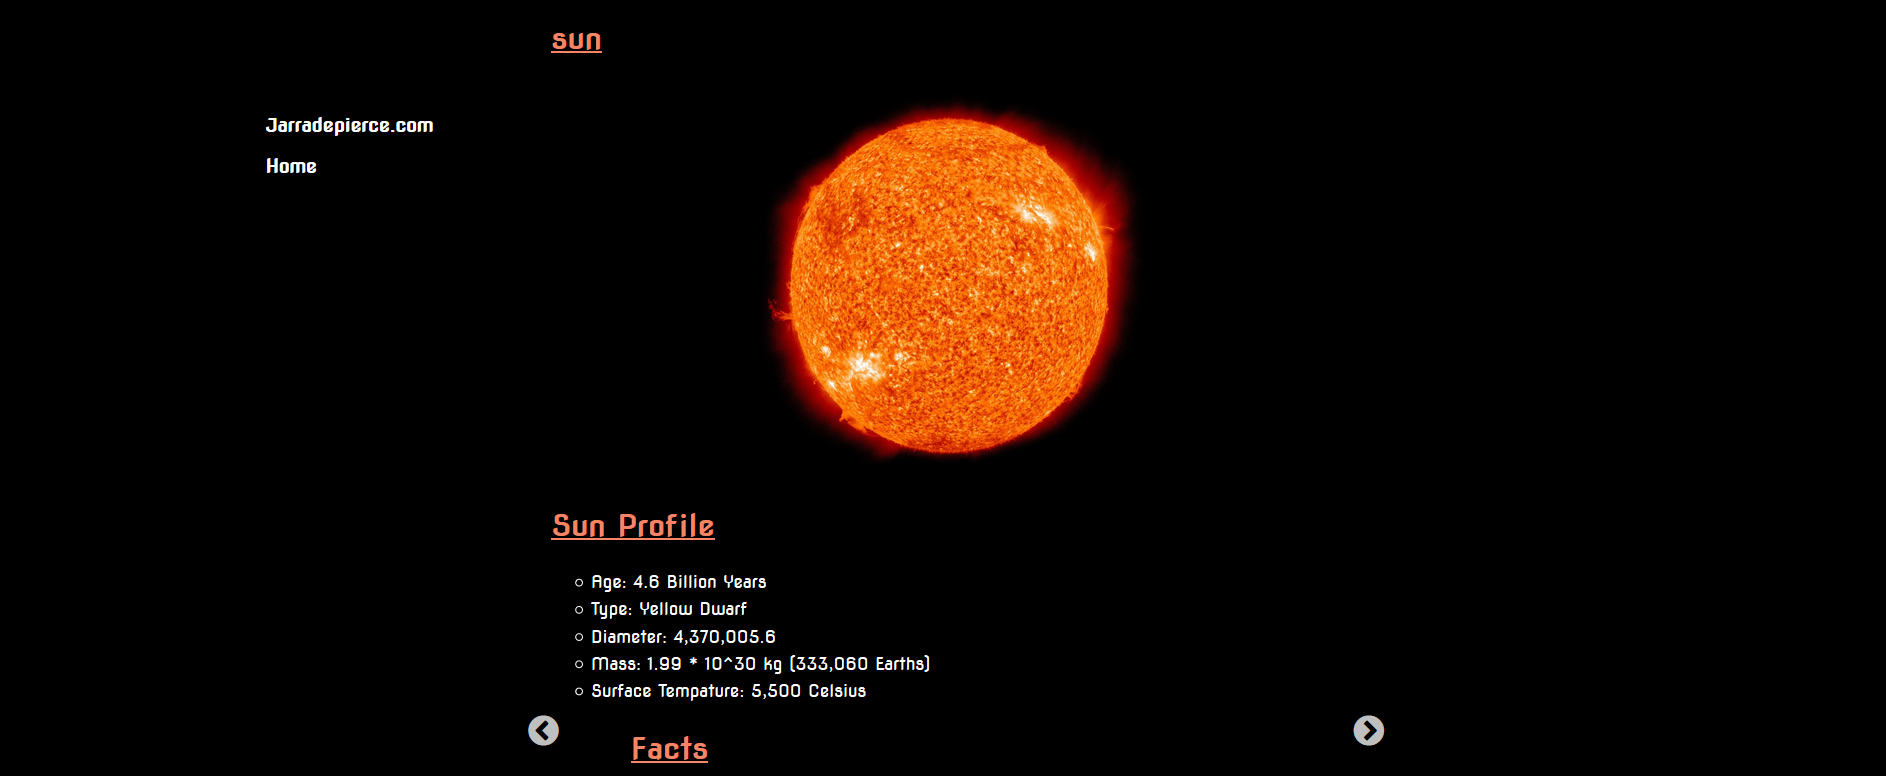 sun
Jarradepierce.com
Home
Sun Profile
Age: 4.6 Billion Years
Type: Yellow Dwarf
Diameter: 4,370,005.6
Mass: 1.99 * 10^30 kg (333,060 Earths)
Surface Tempature: 5,500 Celsius
Facts